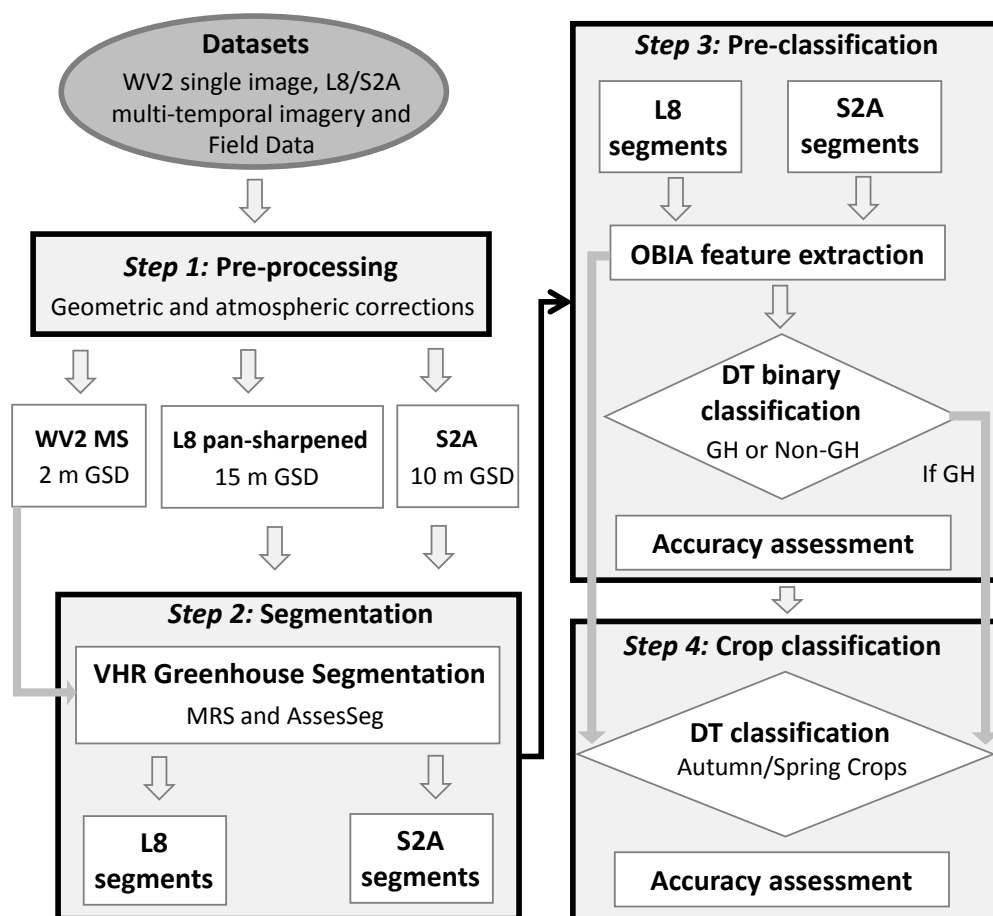 Datasets
WV2 single image, L8/S2A
multi-temporal imagery and
Field Data
Step 1: Pre-processing
Geometric and atmospheric corrections
WV2 MS
2 m GSD
L8 pan-sharpened
15 m GSD
S2A
10 m GSD
Step 2: Segmentation
VHR Greenhouse Segmentation
MRS and AssesSeg
L8
segments
S2A
segments
Step 3: Pre-classification
L8
segments
S2A
segments
OBIA feature extraction
DT binary
classification
GH or Non-GH
If GH
Accuracy assessment
Step 4: Crop classification
DT classification
Autumn/Spring Crops
Accuracy assessment